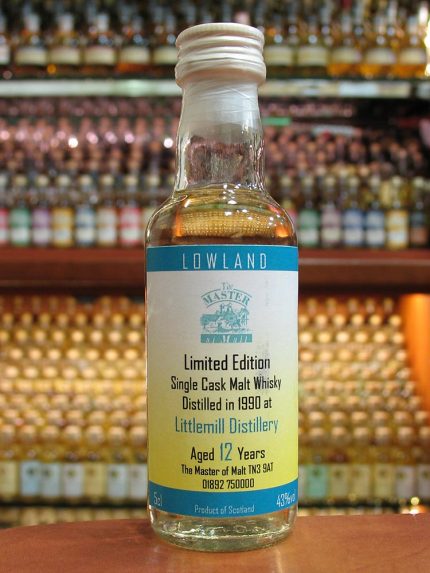 LOWLAND
The
MASTER
of Malt
Limited Edition
Single Cask Malt Whisky
Distilled in 1990 at
Littlemill Distillery
Aged 12 Years
The Master of Malt TN3 9AT
01892 750000
5cl 43%vol
Product of Scotland